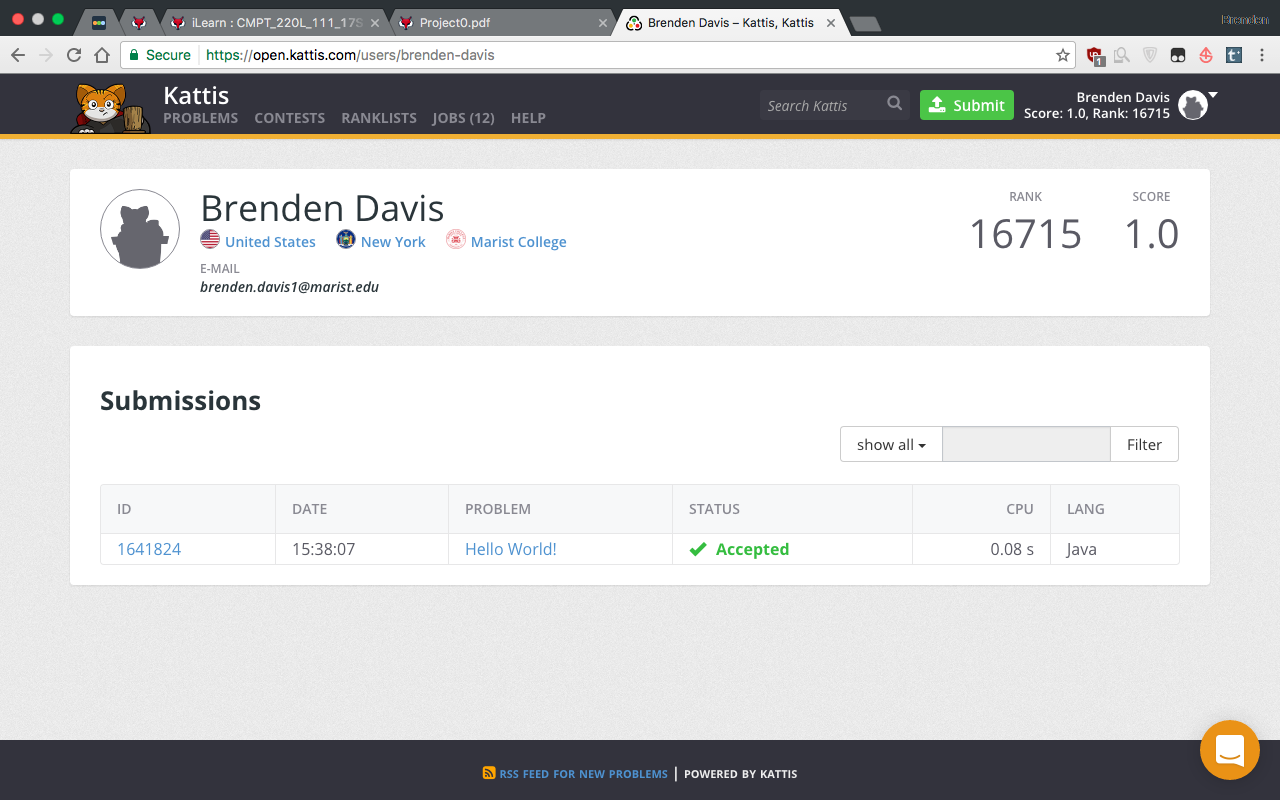 iLearn : CMPT_220L_111_17S
Project0.pdf
Brenden Davis – Kattis, Kattis
Brenden
Secure
https://open.kattis.com/users/brenden-davis
1
Kattis
PROBLEMS CONTESTS RANKLISTS JOBS (12) HELP
Search Kattis
Submit
Brenden Davis
Score: 1.0, Rank: 16715
Brenden Davis
United States New York Marist College
E-MAIL
brenden.davis1@marist.edu
RANK
16715
SCORE
1.0
Submissions
show all
Filter
ID DATE PROBLEM STATUS CPU LANG
1641824 15:38:07 Hello World! Accepted 0.08 s Java
RSS FEED FOR NEW PROBLEMS | POWERED BY KATTIS